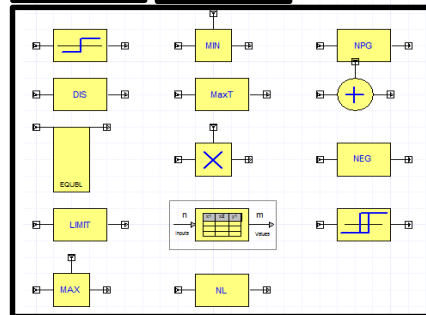 MIN
NPG
DIS
MaxT
EQUBL
NEG
LIMIT
n
m
Inputs
Values
MAX
NL